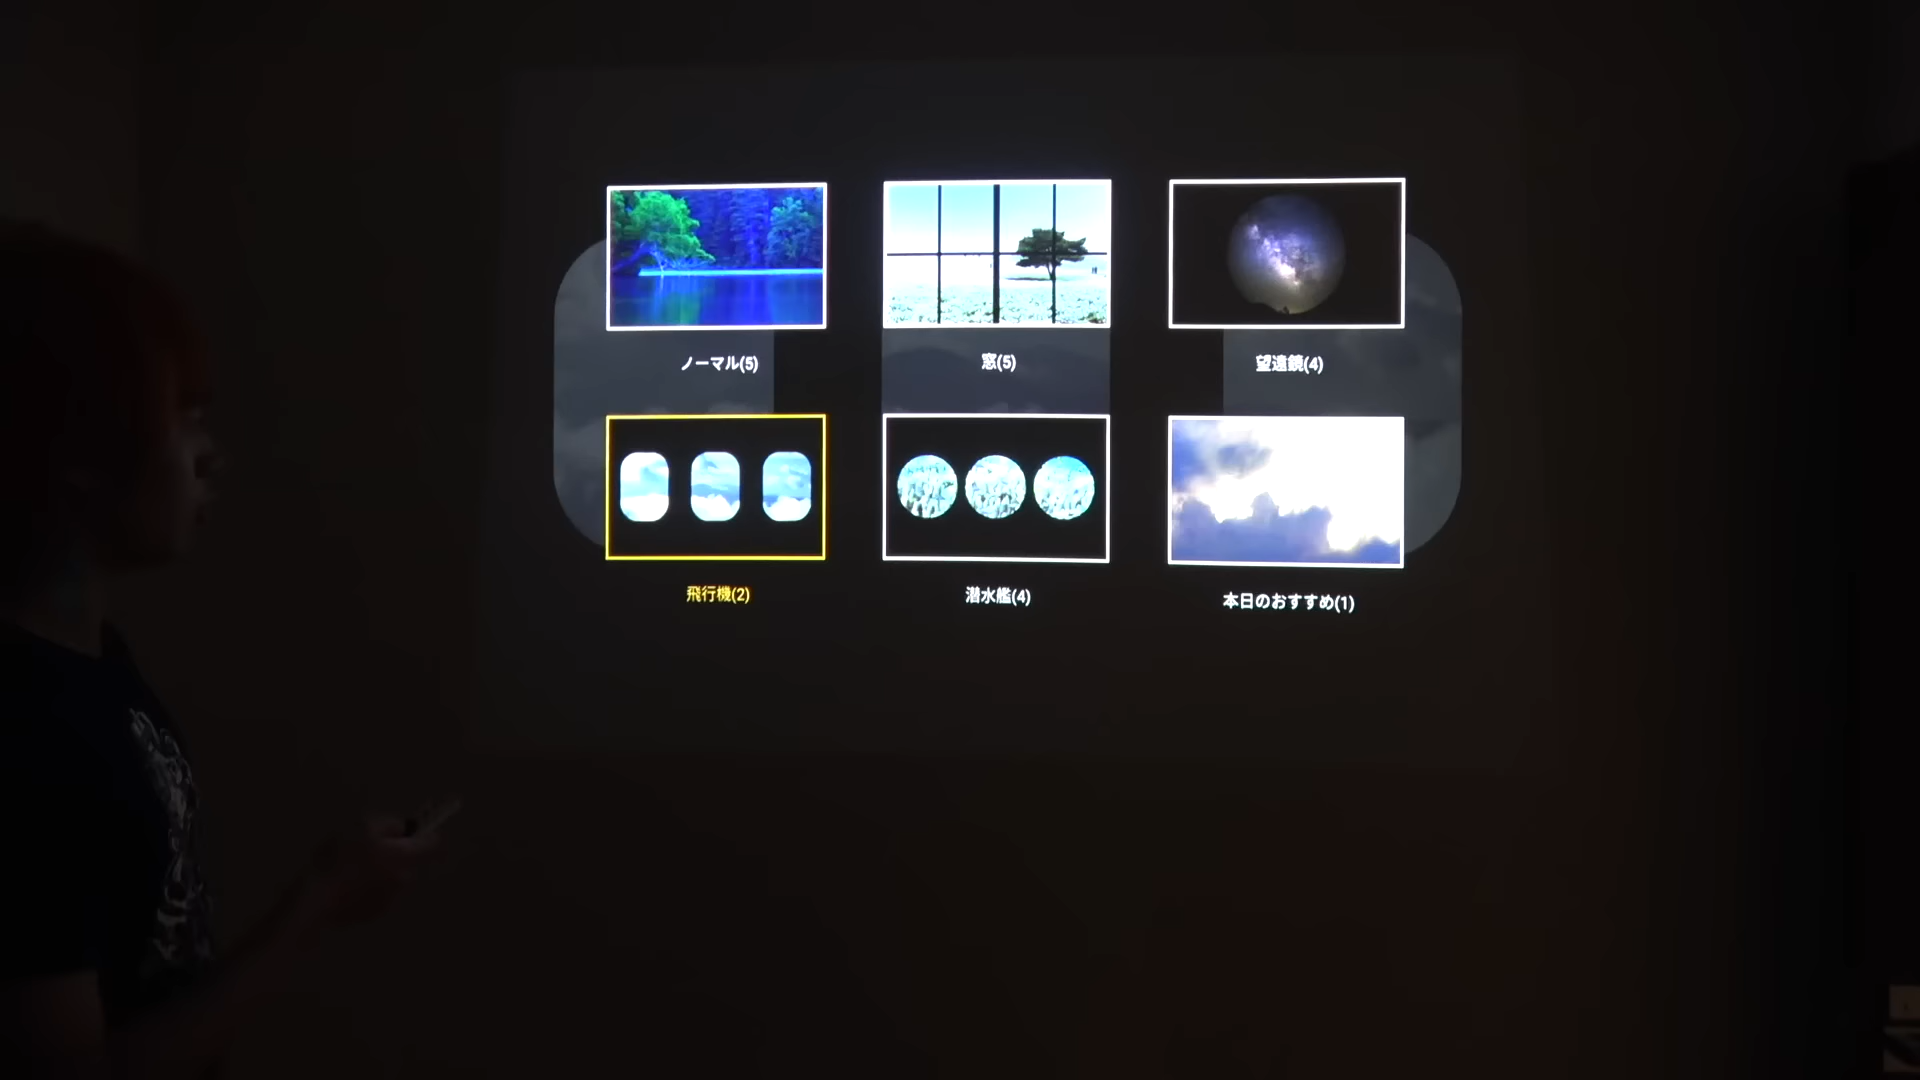 ノーマル(5)
窓(5)
望遠鏡(4)
飛行機(2)
潜水艦(4)
本日のおすすめ(1)